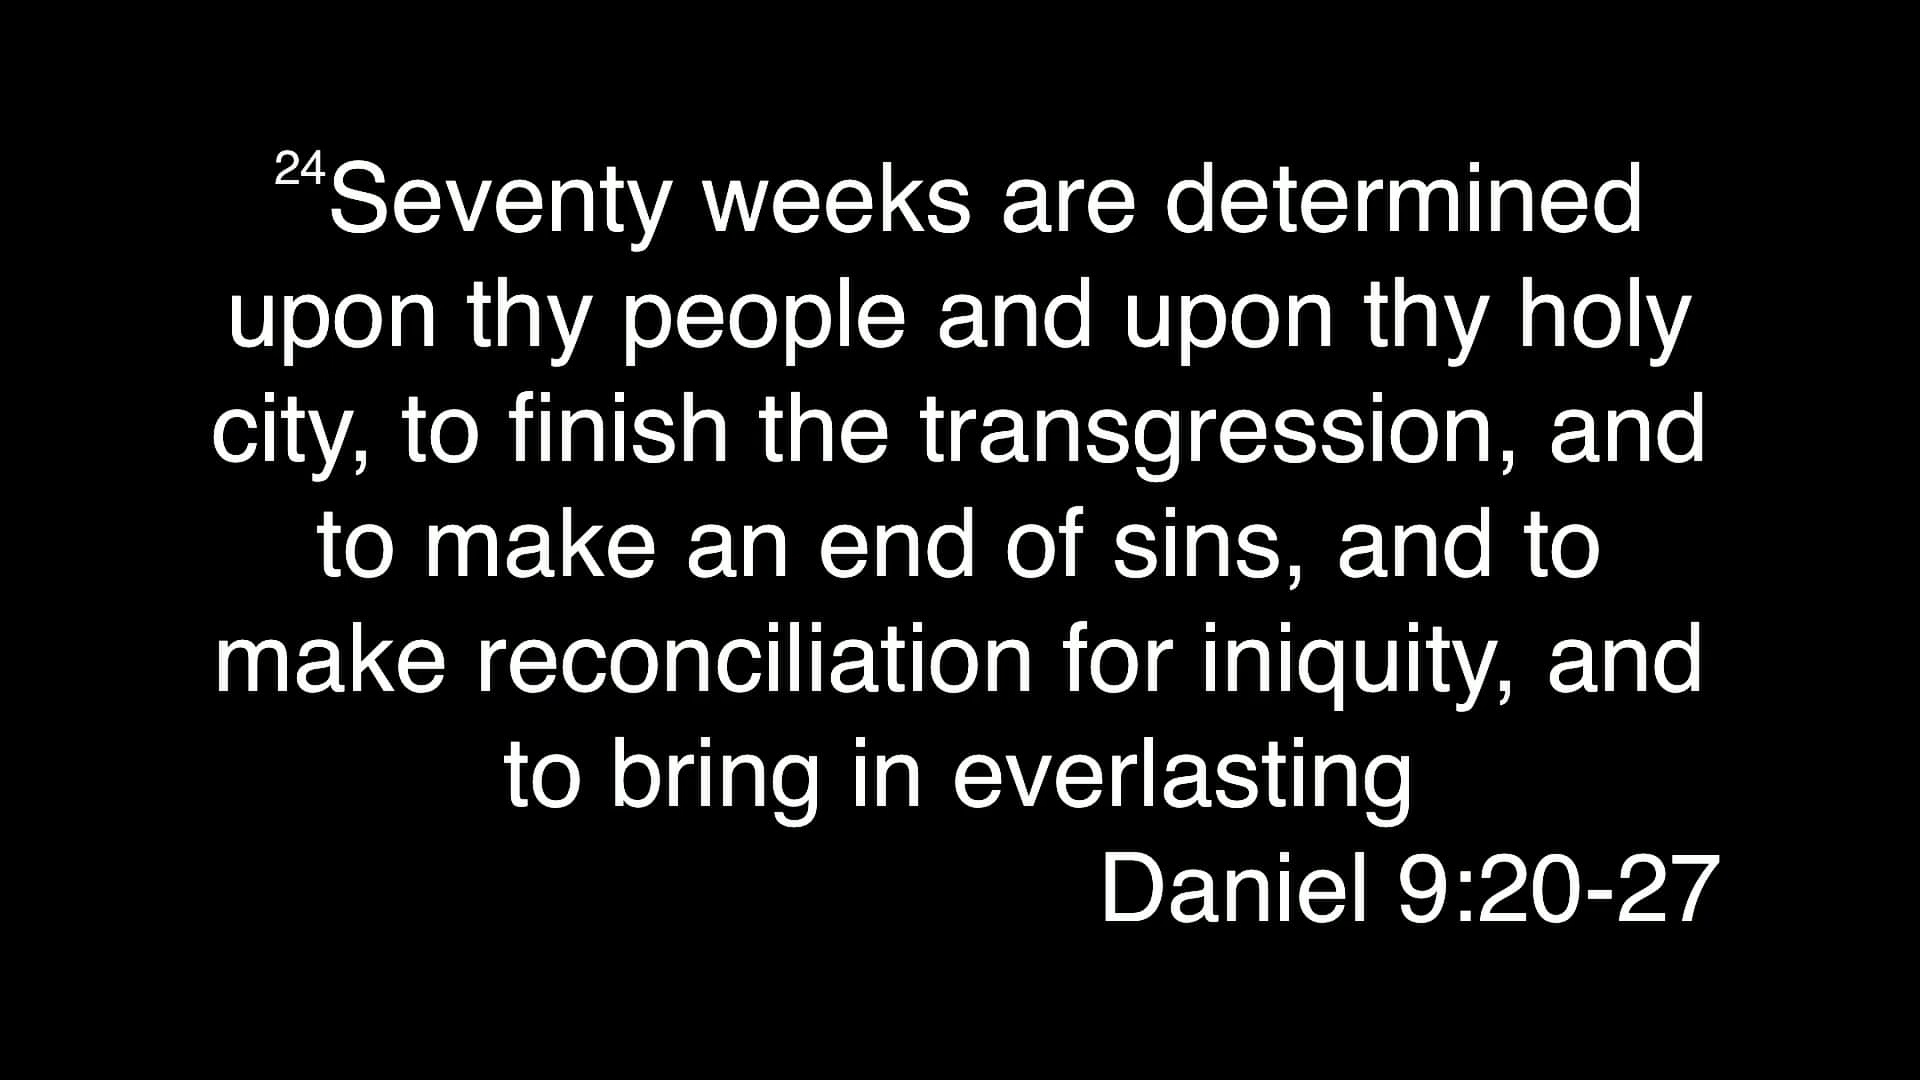 24Seventy weeks are determined
upon thy people and upon thy holy
city, to finish the transgression, and
to make an end of sins, and to
make reconciliation for iniquity, and
to bring in everlasting
Daniel 9:20-27